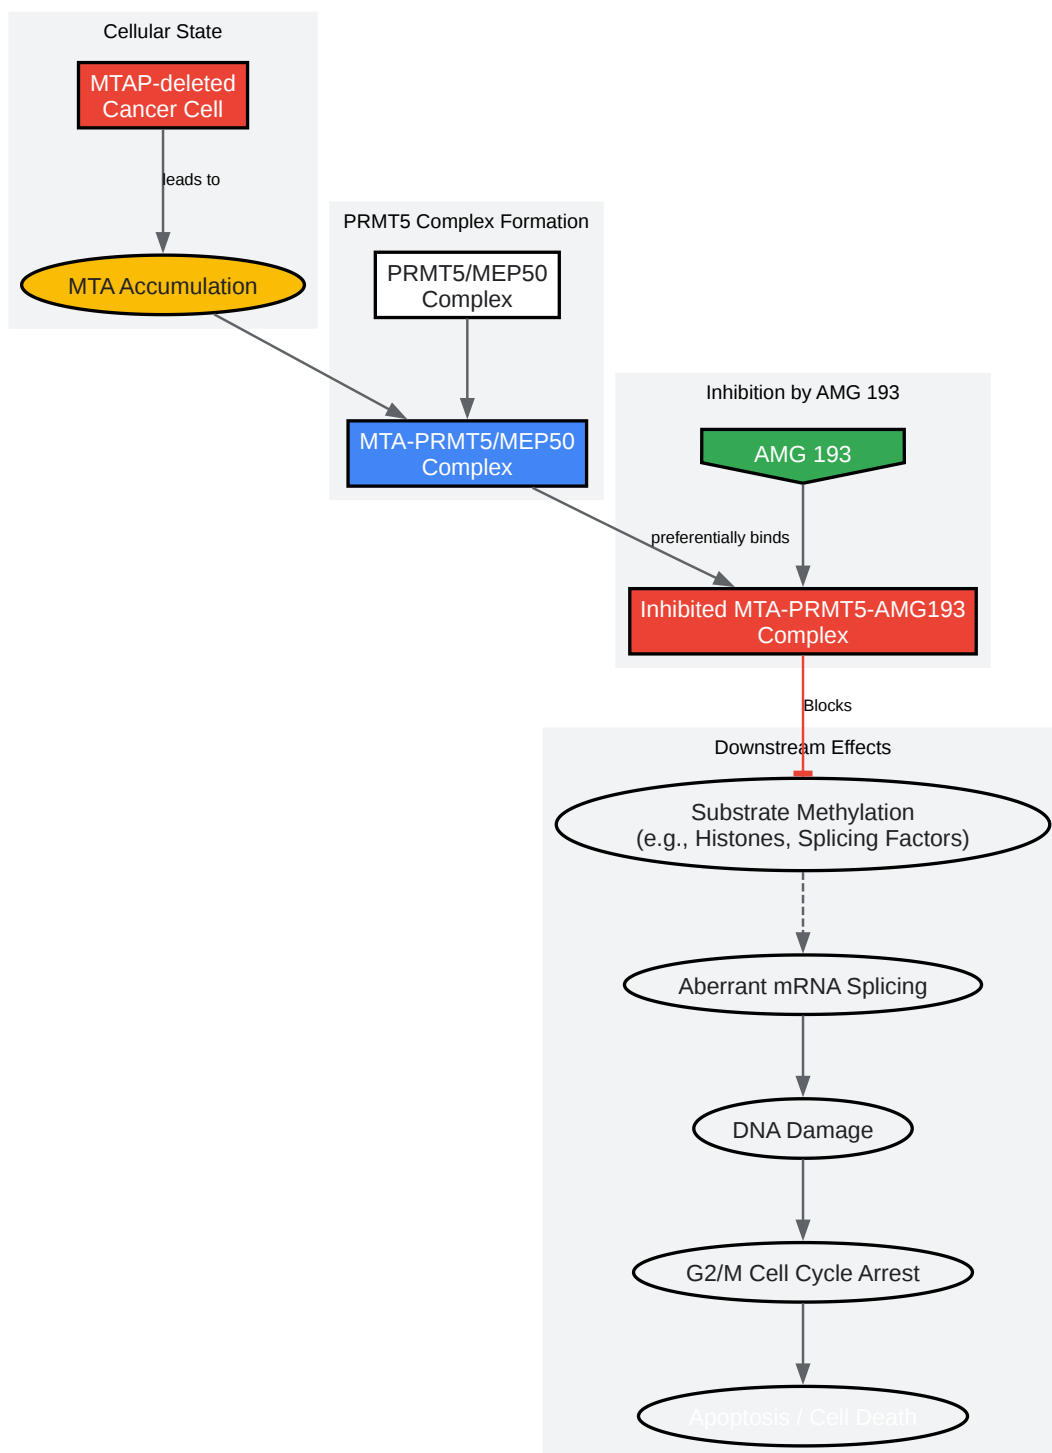 Cellular State
MTAP-deleted
Cancer Cell
leads to
MTA Accumulation
PRMT5 Complex Formation
PRMT5/MEP50
Complex
MTA-PRMT5/MEP50
Complex
Inhibition by AMG 193
AMG 193
preferentially binds
Inhibited MTA-PRMT5-AMG193
Complex
Blocks
Downstream Effects
Substrate Methylation
(e.g., Histones, Splicing Factors)
Aberrant mRNA Splicing
DNA Damage
G2/M Cell Cycle Arrest
Apoptosis / Cell Death